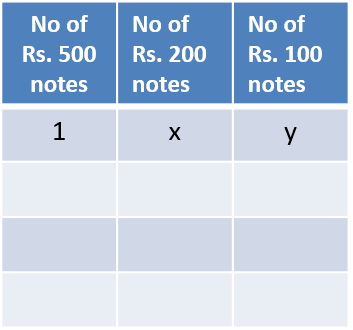 No of No of No of
Rs. 500 Rs. 200 Rs. 100
notes notes notes
1 x y